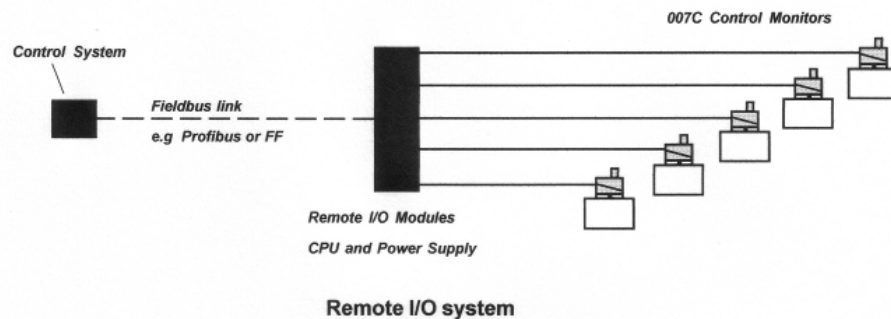 007C Control Monitors
Control System
Fieldbus link
e.g Profibus or FF
Remote I/O Modules
CPU and Power Supply
Remote I/O system